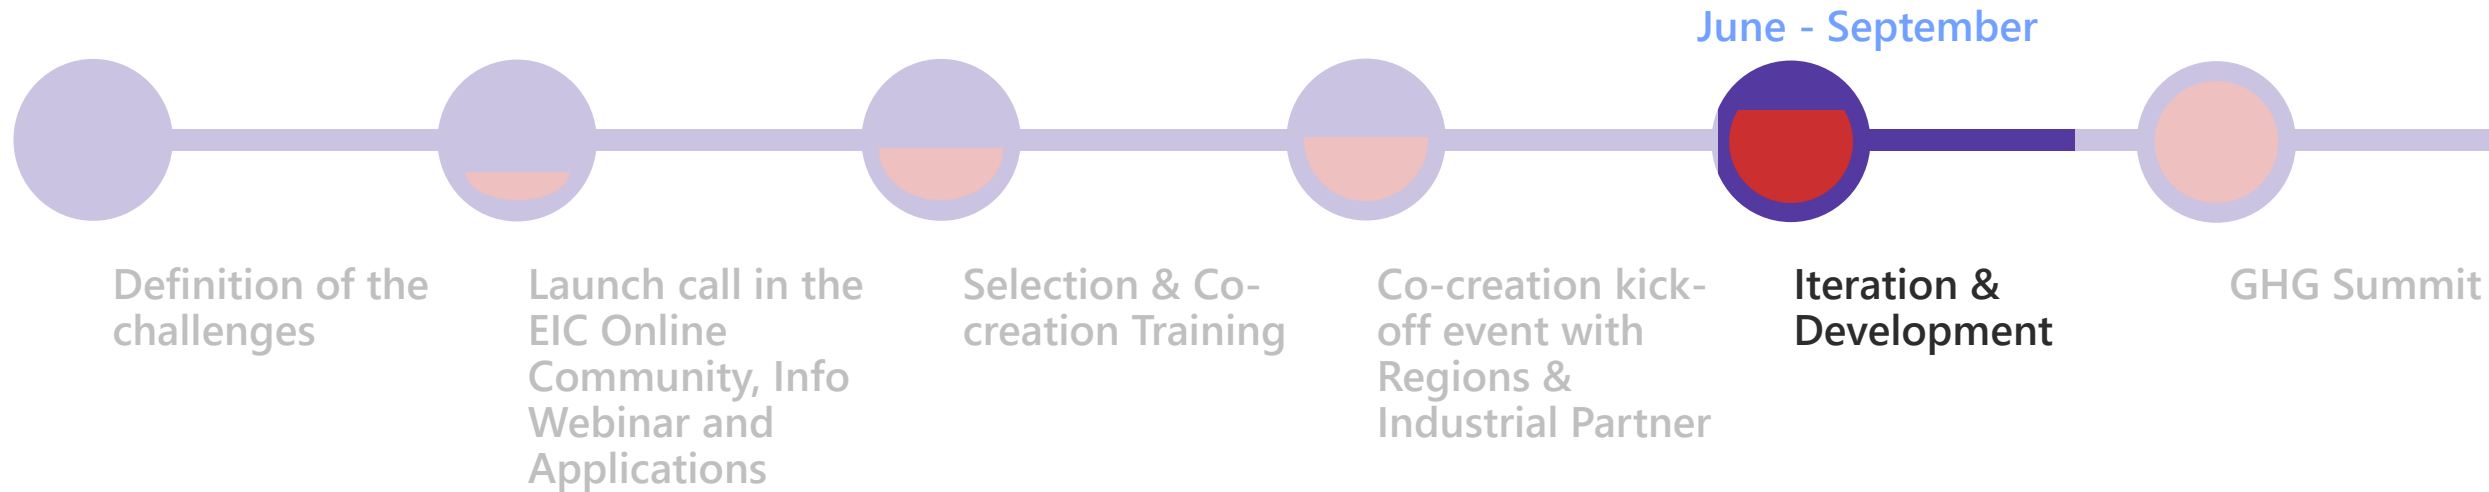 June - September
Definition of the
challenges
Launch call in the
EIC Online
Community, Info
Webinar and
Applications
Selection & Co-
creation Training
Co-creation kick-
off event with
Regions &
Industrial Partner
Iteration &
Development
GHG Summit